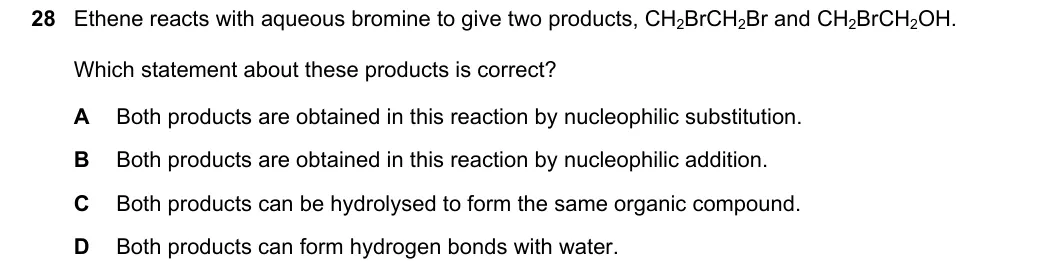 28 Ethene reacts with aqueous bromine to give two products, CH₂BrCH₂Br and CH₂BrCH₂OH.
Which statement about these products is correct?
A Both products are obtained in this reaction by nucleophilic substitution.
B Both products are obtained in this reaction by nucleophilic addition.
C Both products can be hydrolysed to form the same organic compound.
D Both products can form hydrogen bonds with water.